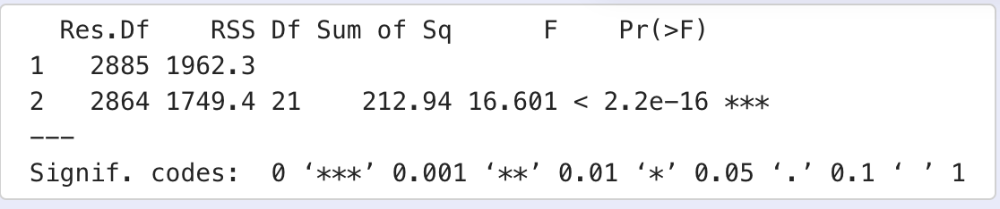 Res.Df    RSS Df Sum of Sq      F    Pr(>F)
1   2885 1962.3
2   2864 1749.4 21    212.94 16.601 < 2.2e−16 ***
−−−
Signif. codes:  0 ‘***’ 0.001 ‘**’ 0.01 ‘*’ 0.05 ‘.’ 0.1 ‘ ’ 1